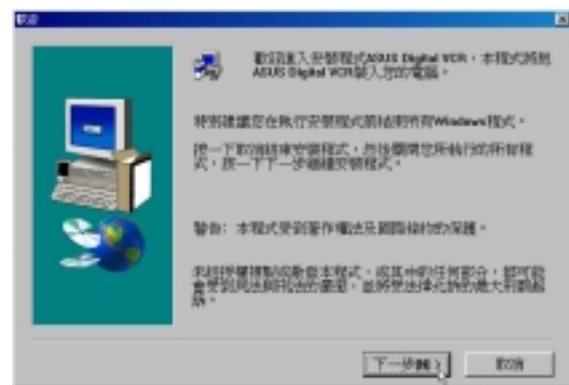 歡迎
歡迎進入安裝程式ASUS Digital VCR，本程式將把
ASUS Digital VCR裝入您的電腦。
特別建議您在執行安裝程式前結束所有Windows程式。
按一下取消結束安裝程式，然後關閉您所執行的所有程
式。按一下下一步繼續安裝程式。
警告：本程式受到著作權法及國際條約的保護。
未經授權複製或散發本程式，或其中的任何部分，都可能
會受到民法與刑法的嚴懲，並將受法律允許的最大刑罰起
訴。
下一步(N) >
取消